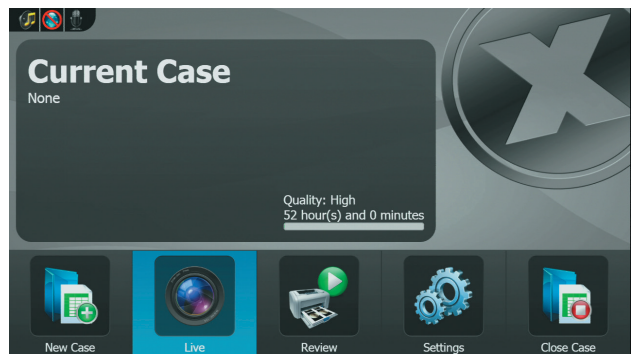 Current Case
None
Quality: High
52 hour(s) and 0 minutes
New Case
Live
Review
Settings
Close Case